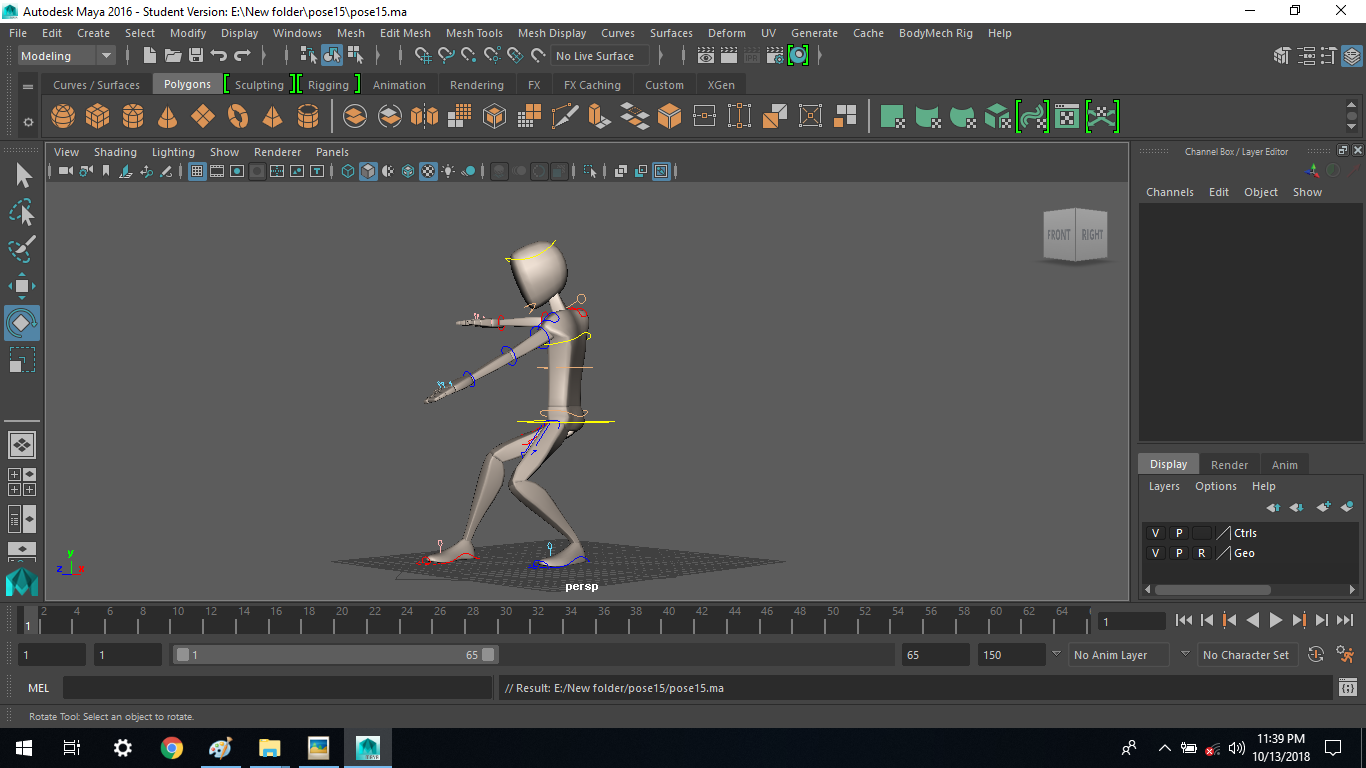 Autodesk Maya 2016 - Student Version: E:\New folder\pose15\pose15.ma
File Edit Create Select Modify Display Windows Mesh Edit Mesh Mesh Tools Mesh Display Curves Surfaces Deform UV Generate Cache BodyMech Rig Help
Modeling No Live Surface
Curves / Surfaces Polygons Sculpting Rigging Animation Rendering FX FX Caching Custom XGen
View Shading Lighting Show Renderer Panels
Channel Box / Layer Editor
Channels Edit Object Show
FRONT RIGHT
Display Render Anim
Layers Options Help
V P Ctrls
V P R Geo
y
z x
persp
2 4 6 8 10 12 14 16 18 20 22 24 26 28 30 32 34 36 38 40 42 44 46 48 50 52 54 56 58 60 62 64
1 1
1 1 1 65 65 150 No Anim Layer No Character Set
MEL // Result: E:/New folder/pose15/pose15.ma
Rotate Tool: Select an object to rotate.
11:39 PM
10/13/2018